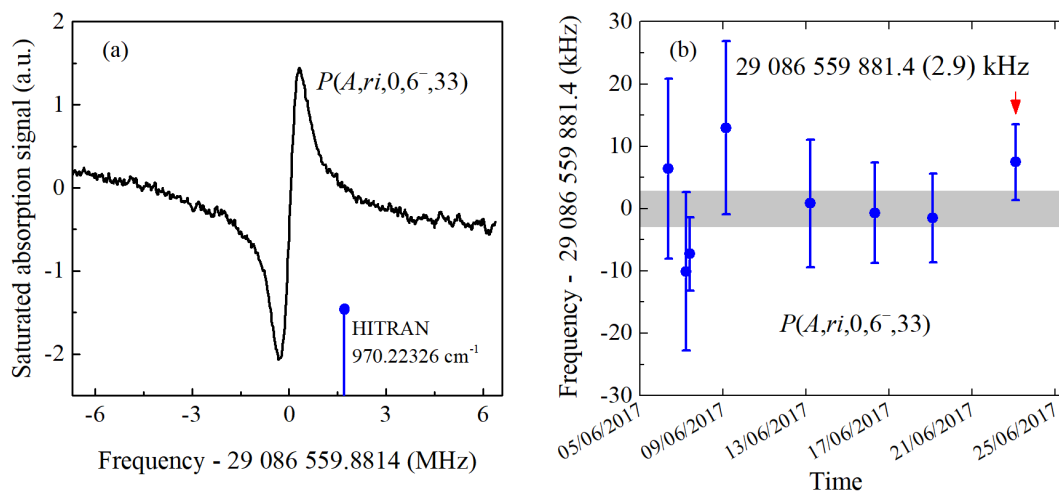 (a)
P(A,ri,0,6⁻,33)
HITRAN
970.22326 cm⁻¹
Saturated absorption signal (a.u.)
2
1
0
-1
-2
-6
-3
0
3
6
Frequency - 29 086 559.8814 (MHz)
(b)
29 086 559 881.4 (2.9) kHz
P(A,ri,0,6⁻,33)
Frequency - 29 086 559 881.4 (kHz)
30
20
10
0
-10
-20
-30
05/06/2017
09/06/2017
13/06/2017
17/06/2017
21/06/2017
25/06/2017
Time